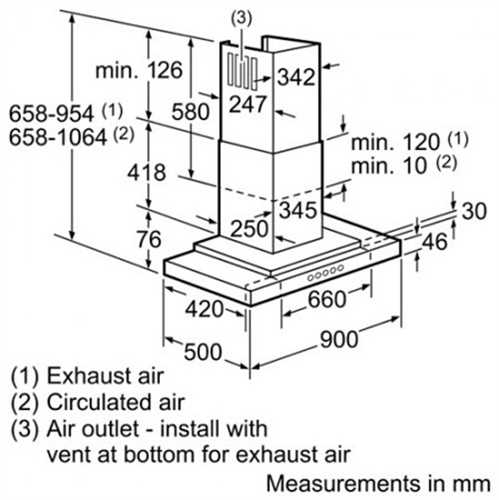 (3)
min. 126
342
580
247
658-954 (1)
658-1064 (2)
min. 120 (1)
min. 10 (2)
418
345
30
250
76
46
420
660
500
900
(1) Exhaust air
(2) Circulated air
(3) Air outlet - install with
vent at bottom for exhaust air
Measurements in mm